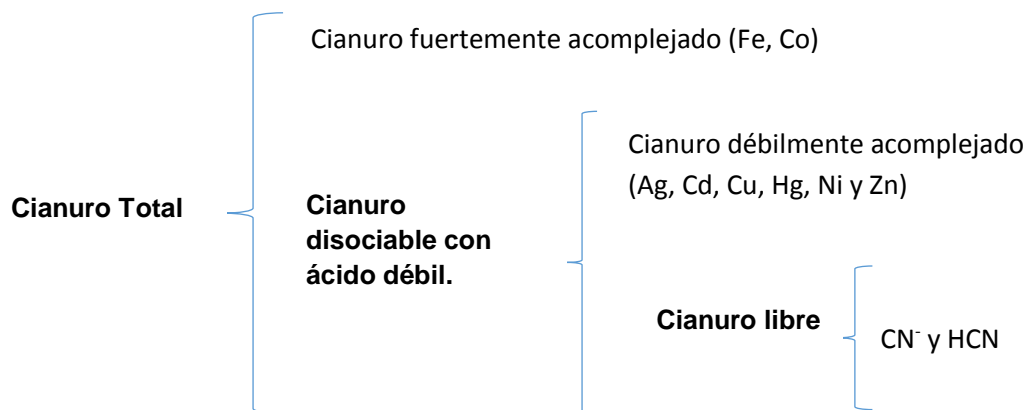 Cianuro fuertemente acomplejado (Fe, Co)
Cianuro débilmente acomplejado
(Ag, Cd, Cu, Hg, Ni y Zn)
Cianuro Total
Cianuro
disociable con
ácido débil.
Cianuro libre
CN⁻ y HCN